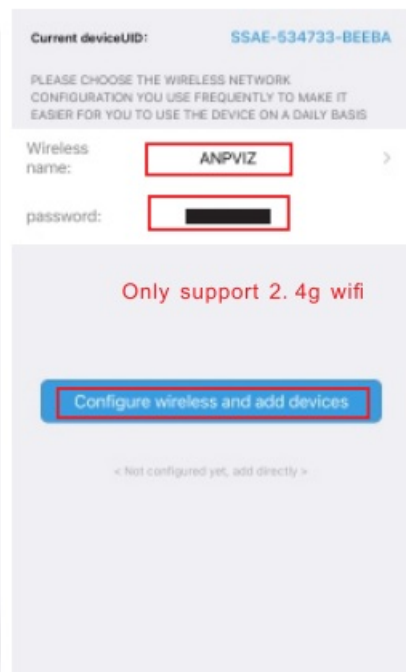 Current deviceUID: SSAE-534733-BEEBA
PLEASE CHOOSE THE WIRELESS NETWORK
CONFIGURATION YOU USE FREQUENTLY TO MAKE IT
EASIER FOR YOU TO USE THE DEVICE ON A DAILY BASIS
Wireless
name: ANPVIZ >
password:
Only support 2. 4g wifi
Configure wireless and add devices
< Not configured yet, add directly >